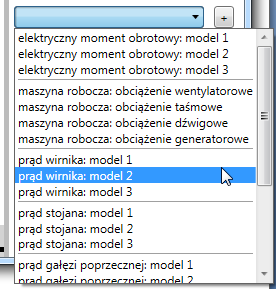 +
elektryczny moment obrotowy: model 1
elektryczny moment obrotowy: model 2
elektryczny moment obrotowy: model 3
maszyna robocza: obciążenie wentylatorowe
maszyna robocza: obciążenie taśmowe
maszyna robocza: obciążenie dźwigowe
maszyna robocza: obciążenie generatorowe
prąd wirnika: model 1
prąd wirnika: model 2
prąd wirnika: model 3
prąd stojana: model 1
prąd stojana: model 2
prąd stojana: model 3
prąd gałęzi poprzecznej: model 1
prąd gałęzi poprzecznej: model 2